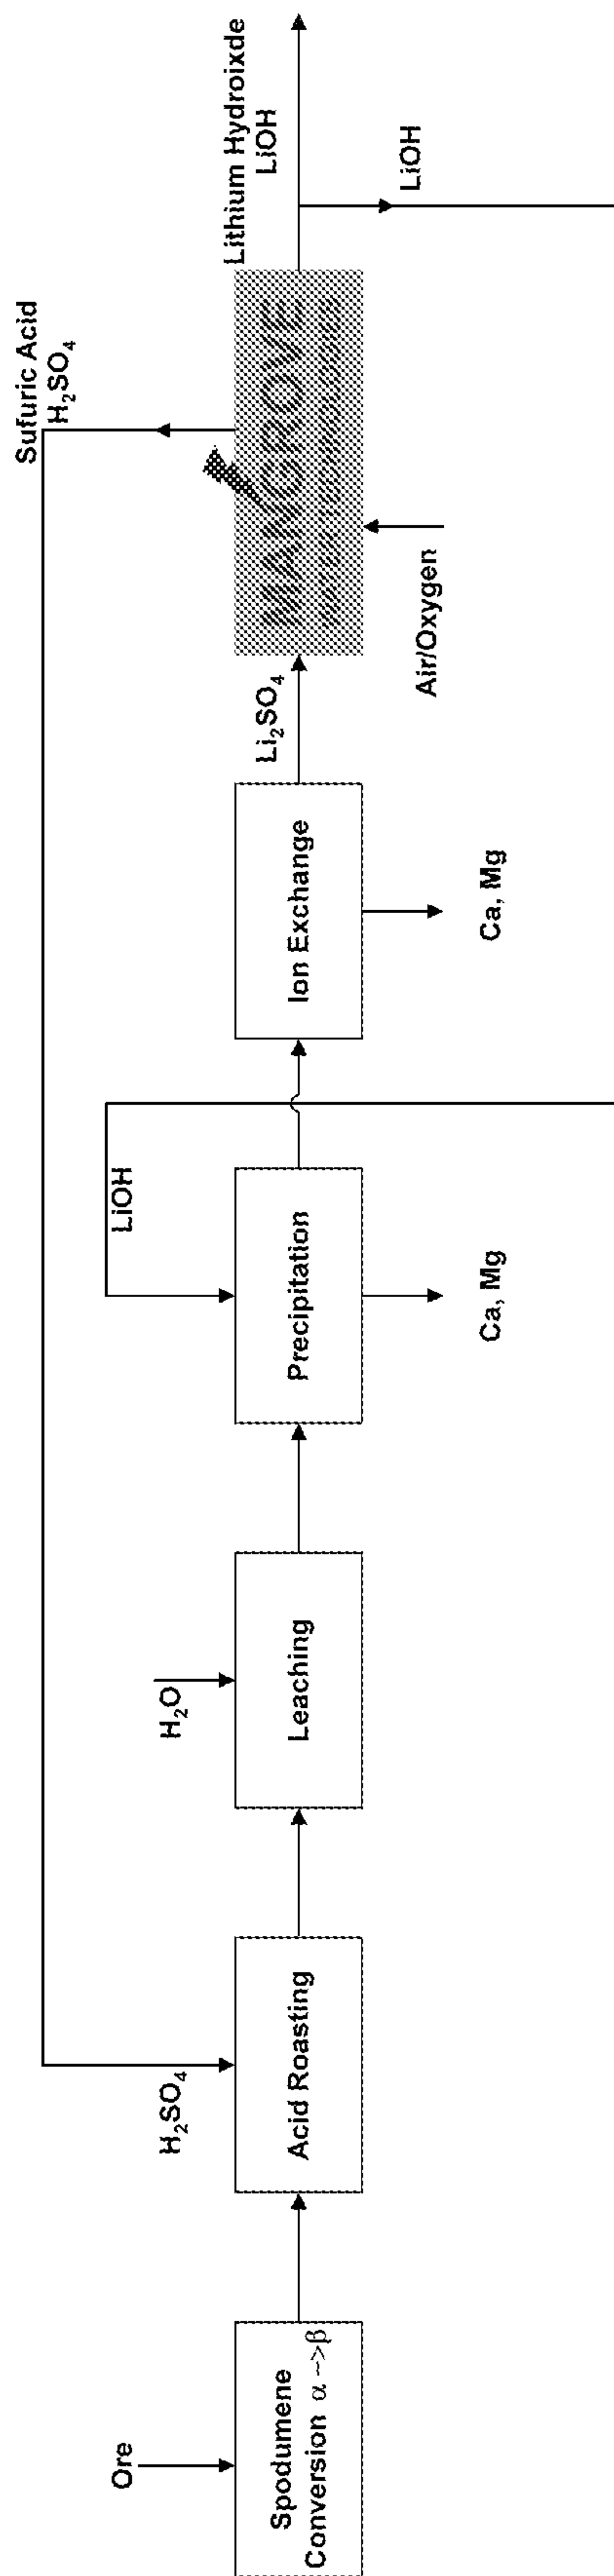 Sufuric Acid
H₂SO₄
Lithium Hydroixde
LiOH
LiOH
MANGROVE
Air/Oxygen
Li₂SO₄
Ion Exchange
Ca, Mg
LiOH
Precipitation
Ca, Mg
H₂O
Leaching
H₂SO₄
Acid Roasting
Ore
Spodumene
Conversion α -->β